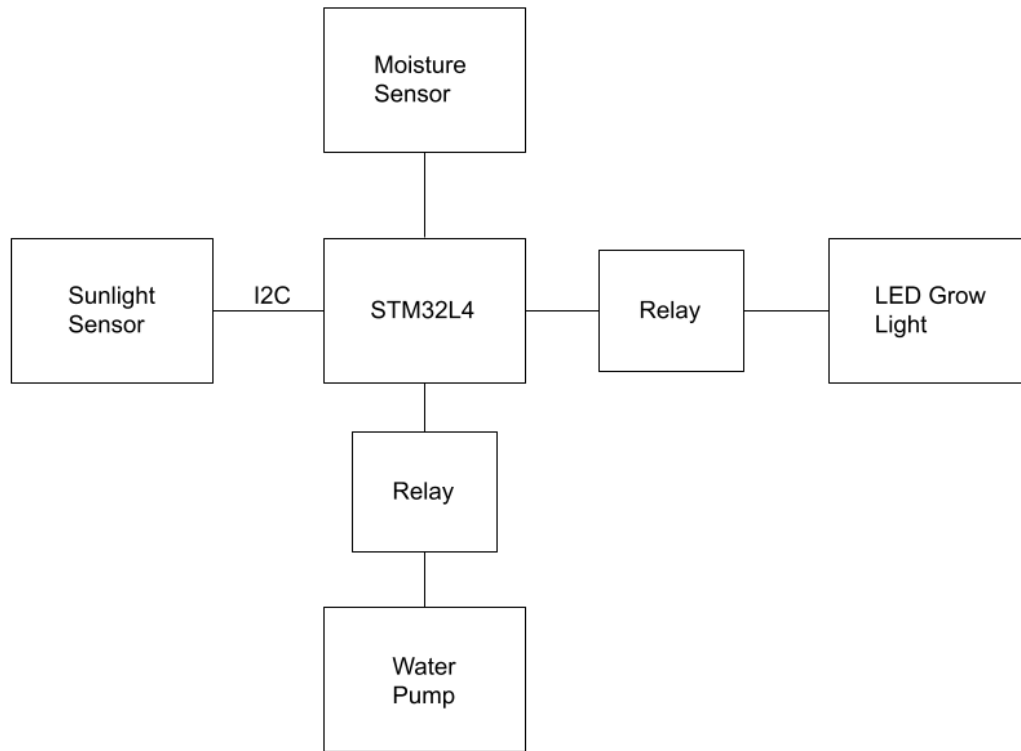 Moisture
Sensor
Sunlight
Sensor
I2C
STM32L4
Relay
LED Grow
Light
Relay
Water
Pump